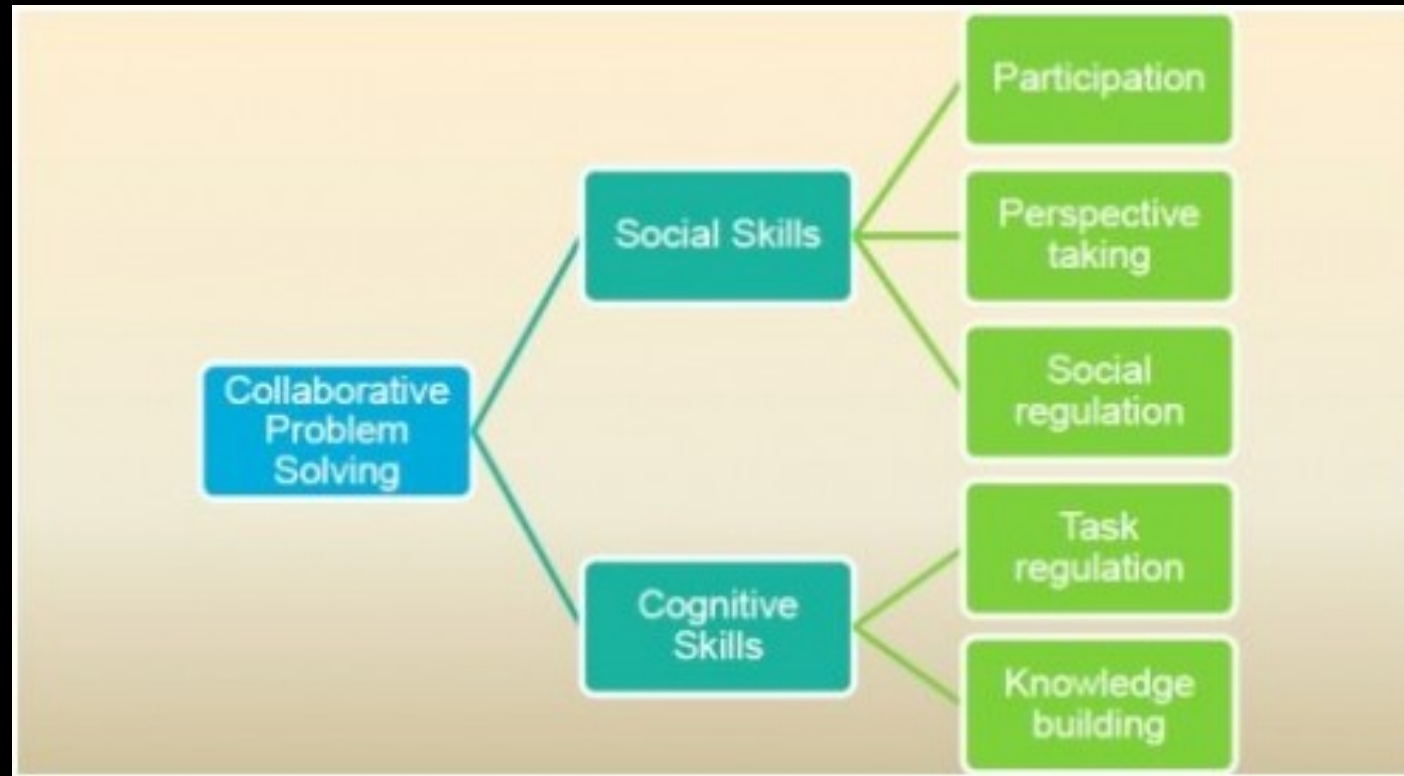 Collaborative
Problem
Solving
Social Skills
Cognitive
Skills
Participation
Perspective
taking
Social
regulation
Task
regulation
Knowledge
building